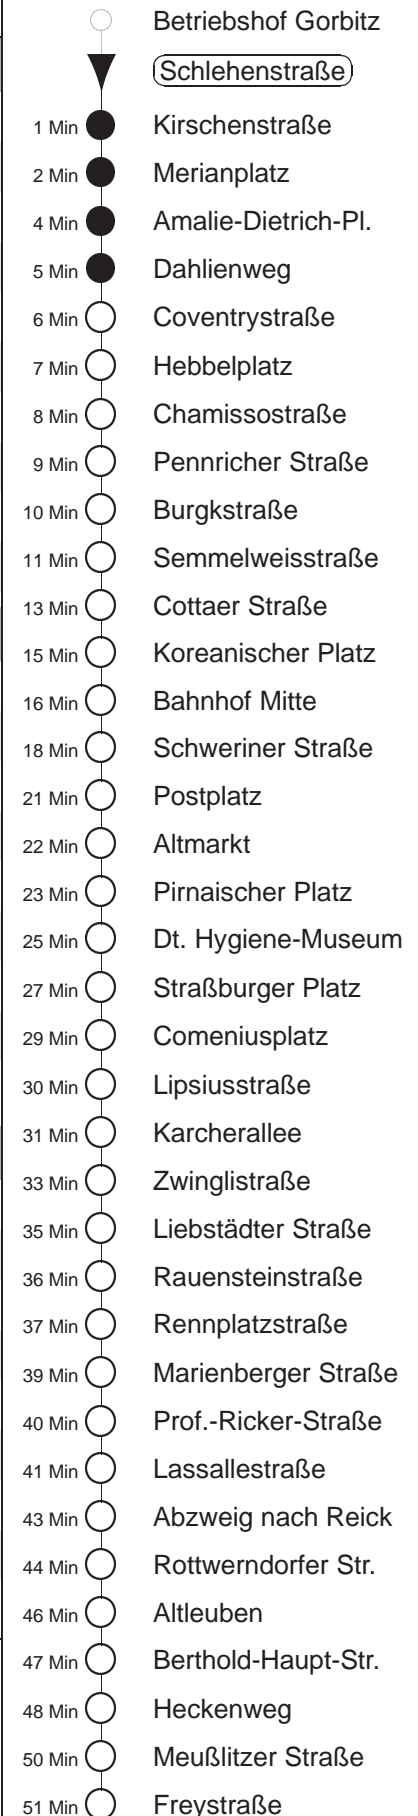 Betriebshof Gorbitz
Schlehenstraße
1 Min Kirschenstraße
2 Min Merianplatz
4 Min Amalie-Dietrich-Pl.
5 Min Dahlienweg
6 Min Coventrystraße
7 Min Hebbelplatz
8 Min Chamissostraße
9 Min Pennricher Straße
10 Min Burgkstraße
11 Min Semmelweisstraße
13 Min Cottaer Straße
15 Min Koreanischer Platz
16 Min Bahnhof Mitte
18 Min Schweriner Straße
21 Min Postplatz
22 Min Altmarkt
23 Min Pirnaischer Platz
25 Min Dt. Hygiene-Museum
27 Min Straßburger Platz
29 Min Comeniusplatz
30 Min Lipsiusstraße
31 Min Karcherallee
33 Min Zwinglistraße
35 Min Liebstädter Straße
36 Min Rauensteinstraße
37 Min Rennplatzstraße
39 Min Marienberger Straße
40 Min Prof.-Ricker-Straße
41 Min Lassallestraße
43 Min Abzweig nach Reick
44 Min Rottwerndorfer Str.
46 Min Altleuben
47 Min Berthold-Haupt-Str.
48 Min Heckenweg
50 Min Meußlitzer Straße
51 Min Freystraße